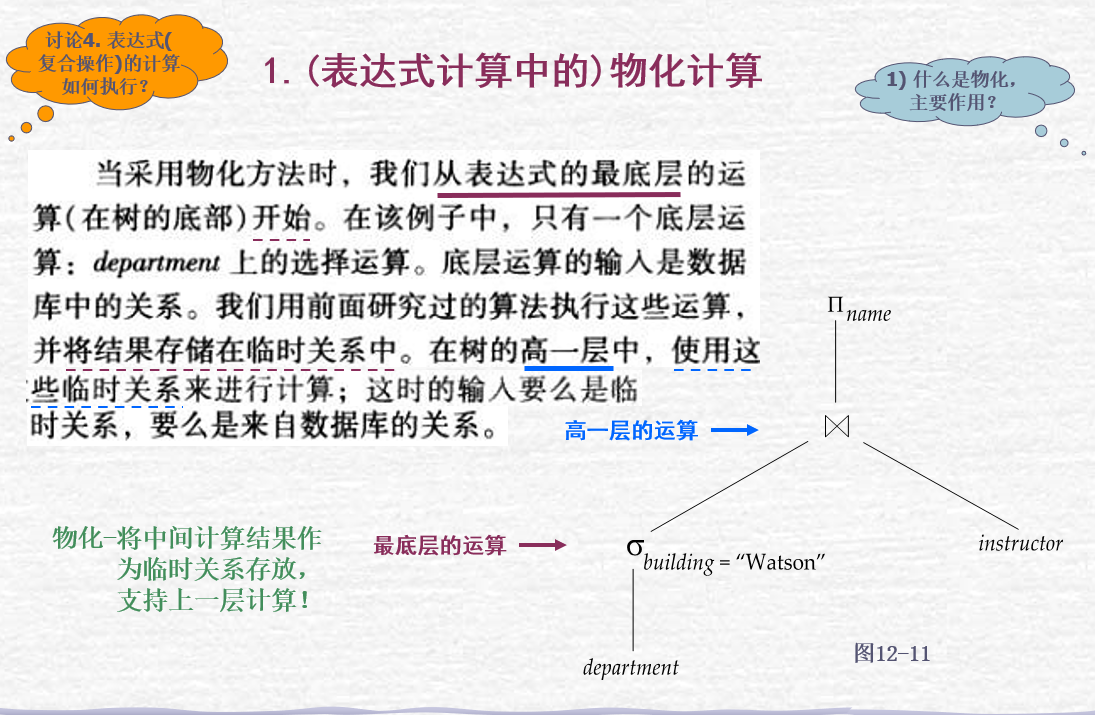 讨论4. 表达式(
复合操作)的计算
如何执行?
1.(表达式计算中的)物化计算
1) 什么是物化,
主要作用?
当采用物化方法时，我们从表达式的最底层的运
算(在树的底部)开始。在该例子中，只有一个底层运
算：department 上的选择运算。底层运算的输入是数据
库中的关系。我们用前面研究过的算法执行这些运算，
并将结果存储在临时关系中。在树的高一层中，使用这
些临时关系来进行计算；这时的输入要么是临
时关系，要么是来自数据库的关系。
Π name
高一层的运算
⋈
物化-将中间计算结果作
为临时关系存放,
支持上一层计算!
最底层的运算
σ building = “Watson”
instructor
department
图12-11